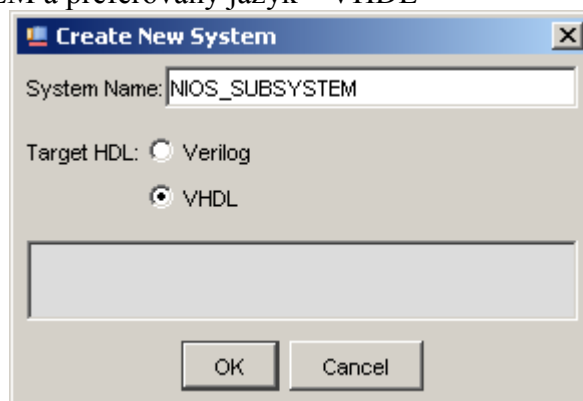 EM a preferovaný jazyk – VHDL
Create New System
System Name: NIOS_SUBSYSTEM
Target HDL: Verilog
VHDL
OK Cancel